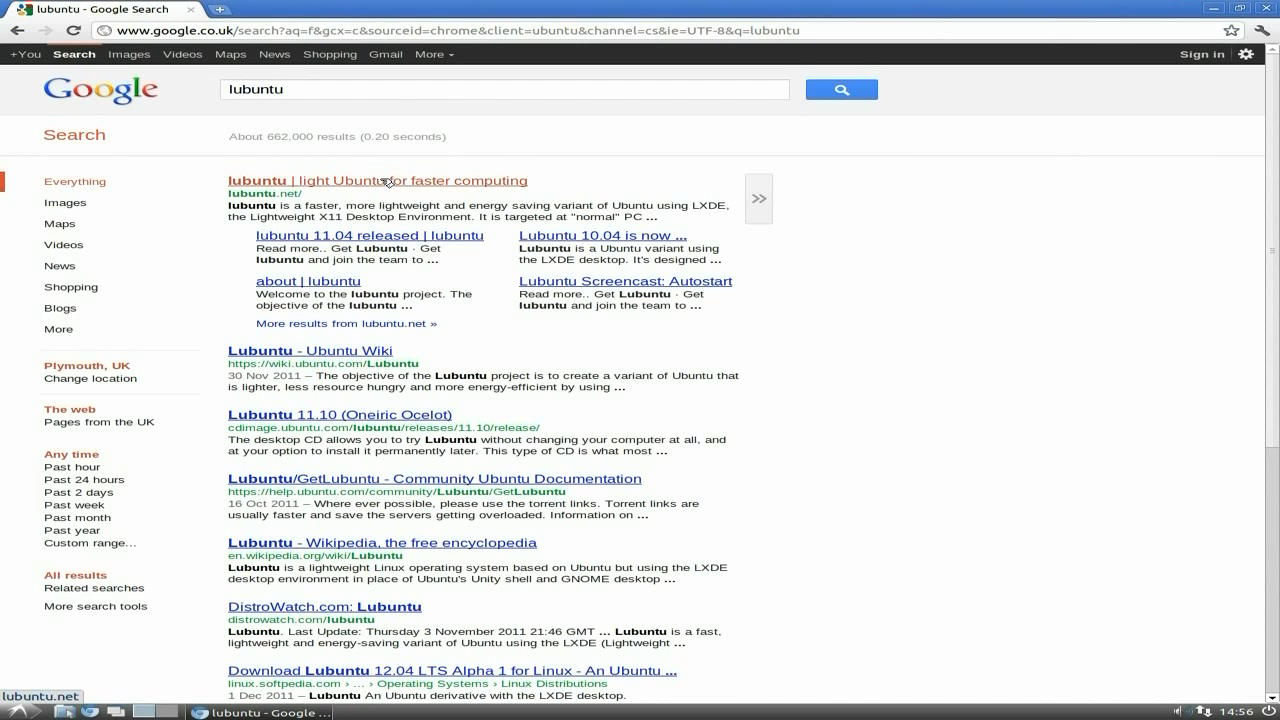 lubuntu - Google Search
www.google.co.uk/search?aq=f&gcx=c&sourceid=chrome&client=ubuntu&channel=cs&ie=UTF-8&q=lubuntu
+You Search Images Videos Maps News Shopping Gmail More Sign in
Google
lubuntu
Search
About 662,000 results (0.20 seconds)
Everything
Images
Maps
Videos
News
Shopping
Blogs
More
Plymouth, UK
Change location
The web
Pages from the UK
Any time
Past hour
Past 24 hours
Past 2 days
Past week
Past month
Past year
Custom range...
All results
Related searches
More search tools
lubuntu | light Ubuntu for faster computing
lubuntu.net/
lubuntu is a faster, more lightweight and energy saving variant of Ubuntu using LXDE,
the Lightweight X11 Desktop Environment. It is targeted at "normal" PC ...
lubuntu 11.04 released | lubuntu
Read more.. Get Lubuntu · Get
lubuntu and join the team to ...
Lubuntu 10.04 is now ...
Lubuntu is a Ubuntu variant using
the LXDE desktop. It's designed ...
about | lubuntu
Welcome to the lubuntu project. The
objective of the lubuntu ...
Lubuntu Screencast: Autostart
Read more.. Get Lubuntu · Get
lubuntu and join the team to ...
More results from lubuntu.net »
Lubuntu - Ubuntu Wiki
https://wiki.ubuntu.com/Lubuntu
30 Nov 2011 – The objective of the Lubuntu project is to create a variant of Ubuntu that
is lighter, less resource hungry and more energy-efficient by using ...
Lubuntu 11.10 (Oneiric Ocelot)
cdimage.ubuntu.com/lubuntu/releases/11.10/release/
The desktop CD allows you to try Lubuntu without changing your computer at all, and
at your option to install it permanently later. This type of CD is what most ...
Lubuntu/GetLubuntu - Community Ubuntu Documentation
https://help.ubuntu.com/community/Lubuntu/GetLubuntu
16 Oct 2011 – Where ever possible, please use the torrent links. Torrent links are
usually faster and save the servers getting overloaded. Information on ...
Lubuntu - Wikipedia, the free encyclopedia
en.wikipedia.org/wiki/Lubuntu
Lubuntu is a lightweight Linux operating system based on Ubuntu but using the LXDE
desktop environment in place of Ubuntu's Unity shell and GNOME desktop ...
DistroWatch.com: Lubuntu
distrowatch.com/lubuntu
Lubuntu. Last Update: Thursday 3 November 2011 21:46 GMT ... Lubuntu is a fast,
lightweight and energy-saving variant of Ubuntu using the LXDE (Lightweight ...
Download Lubuntu 12.04 LTS Alpha 1 for Linux - An Ubuntu ...
linux.softpedia.com › ... › Operating Systems › Linux Distributions
1 Dec 2011 – Lubuntu An Ubuntu derivative with the LXDE desktop.
lubuntu.net
lubuntu - Google ...
14:56